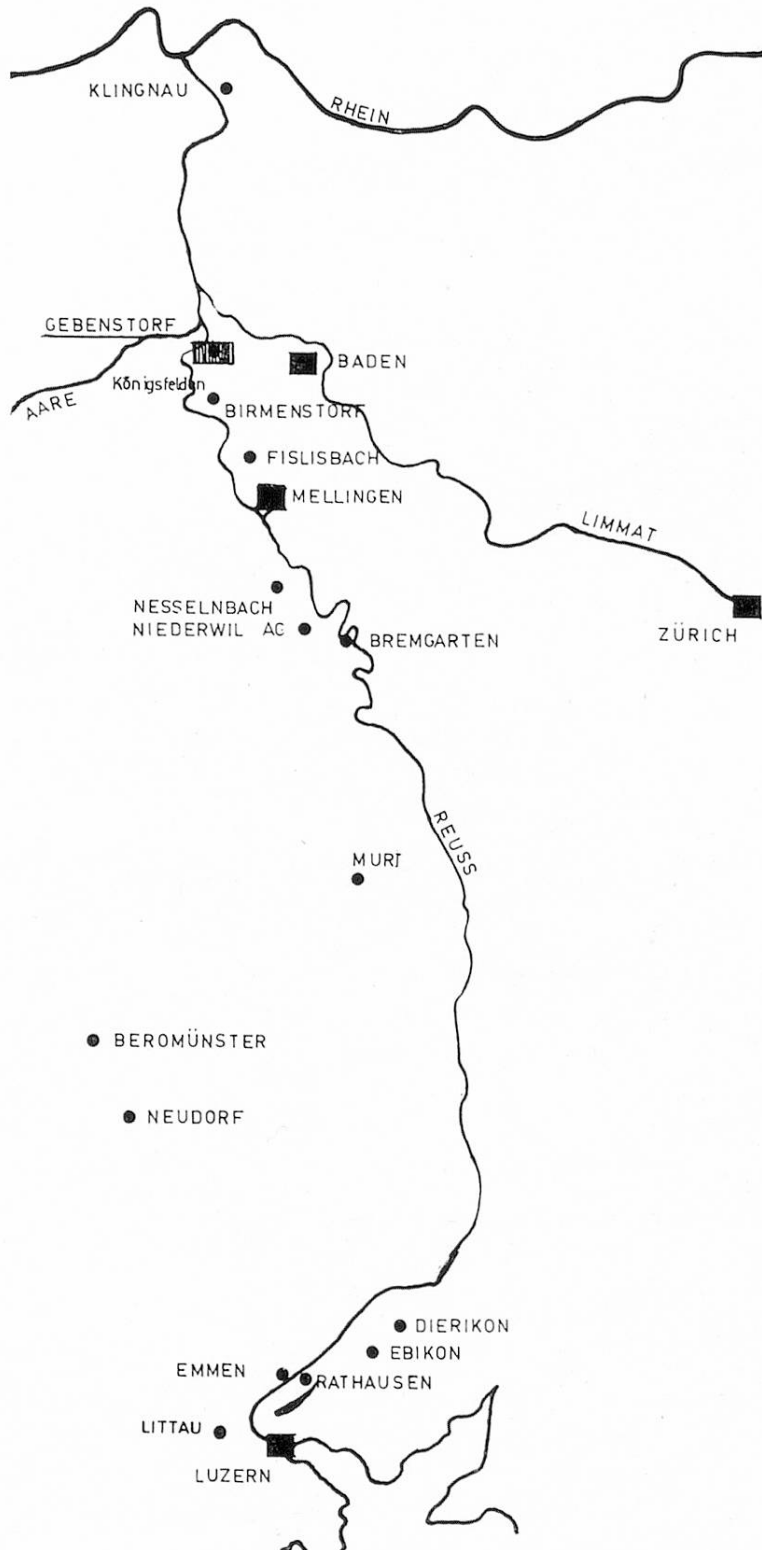 KLINGNAU
RHEIN
GEBENSTORF
BADEN
Königsfelden
AARE
BIRMENSTORF
FISLISBACH
MELLINGEN
LIMMAT
NESSELNBACH
NIEDERWIL AG
BREMGARTEN
ZÜRICH
REUSS
MURI
BEROMÜNSTER
NEUDORF
DIERIKON
EBIKON
EMMEN
RATHAUSEN
LITTAU
LUZERN